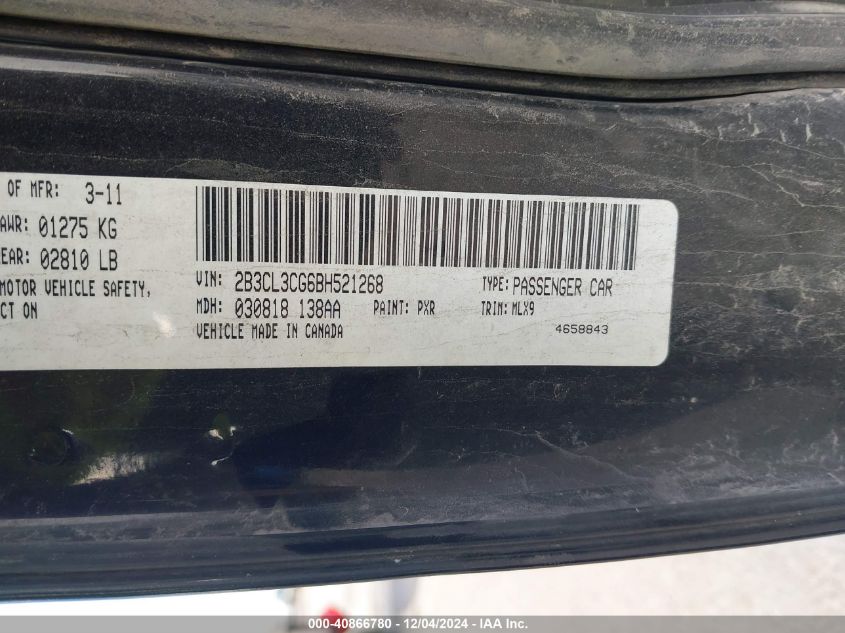 OF MFR: 3-11
AWR: 01275 KG
EAR: 02810 LB
MOTOR VEHICLE SAFETY,
CT ON
VIN: 2B3CL3CG6BH521268 TYPE: PASSENGER CAR
MDH: 030818 138AA PAINT: PXR TRIM: MLX9
VEHICLE MADE IN CANADA 4658843
000-40866780 - 12/04/2024 - IAA Inc.